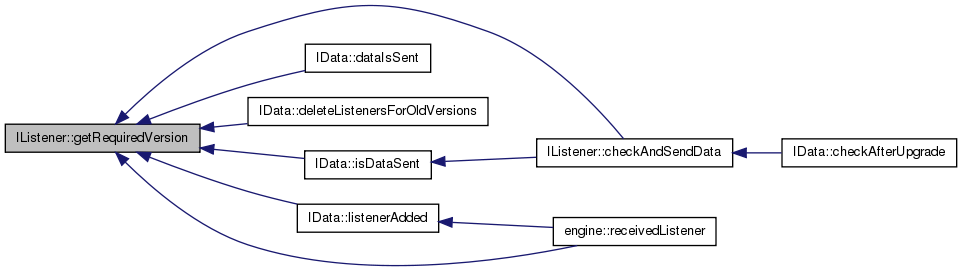 IData::dataIsSent
IData::deleteListenersForOldVersions
IListener::getRequiredVersion
IData::isDataSent
IListener::checkAndSendData
IData::checkAfterUpgrade
IData::listenerAdded
engine::receivedListener